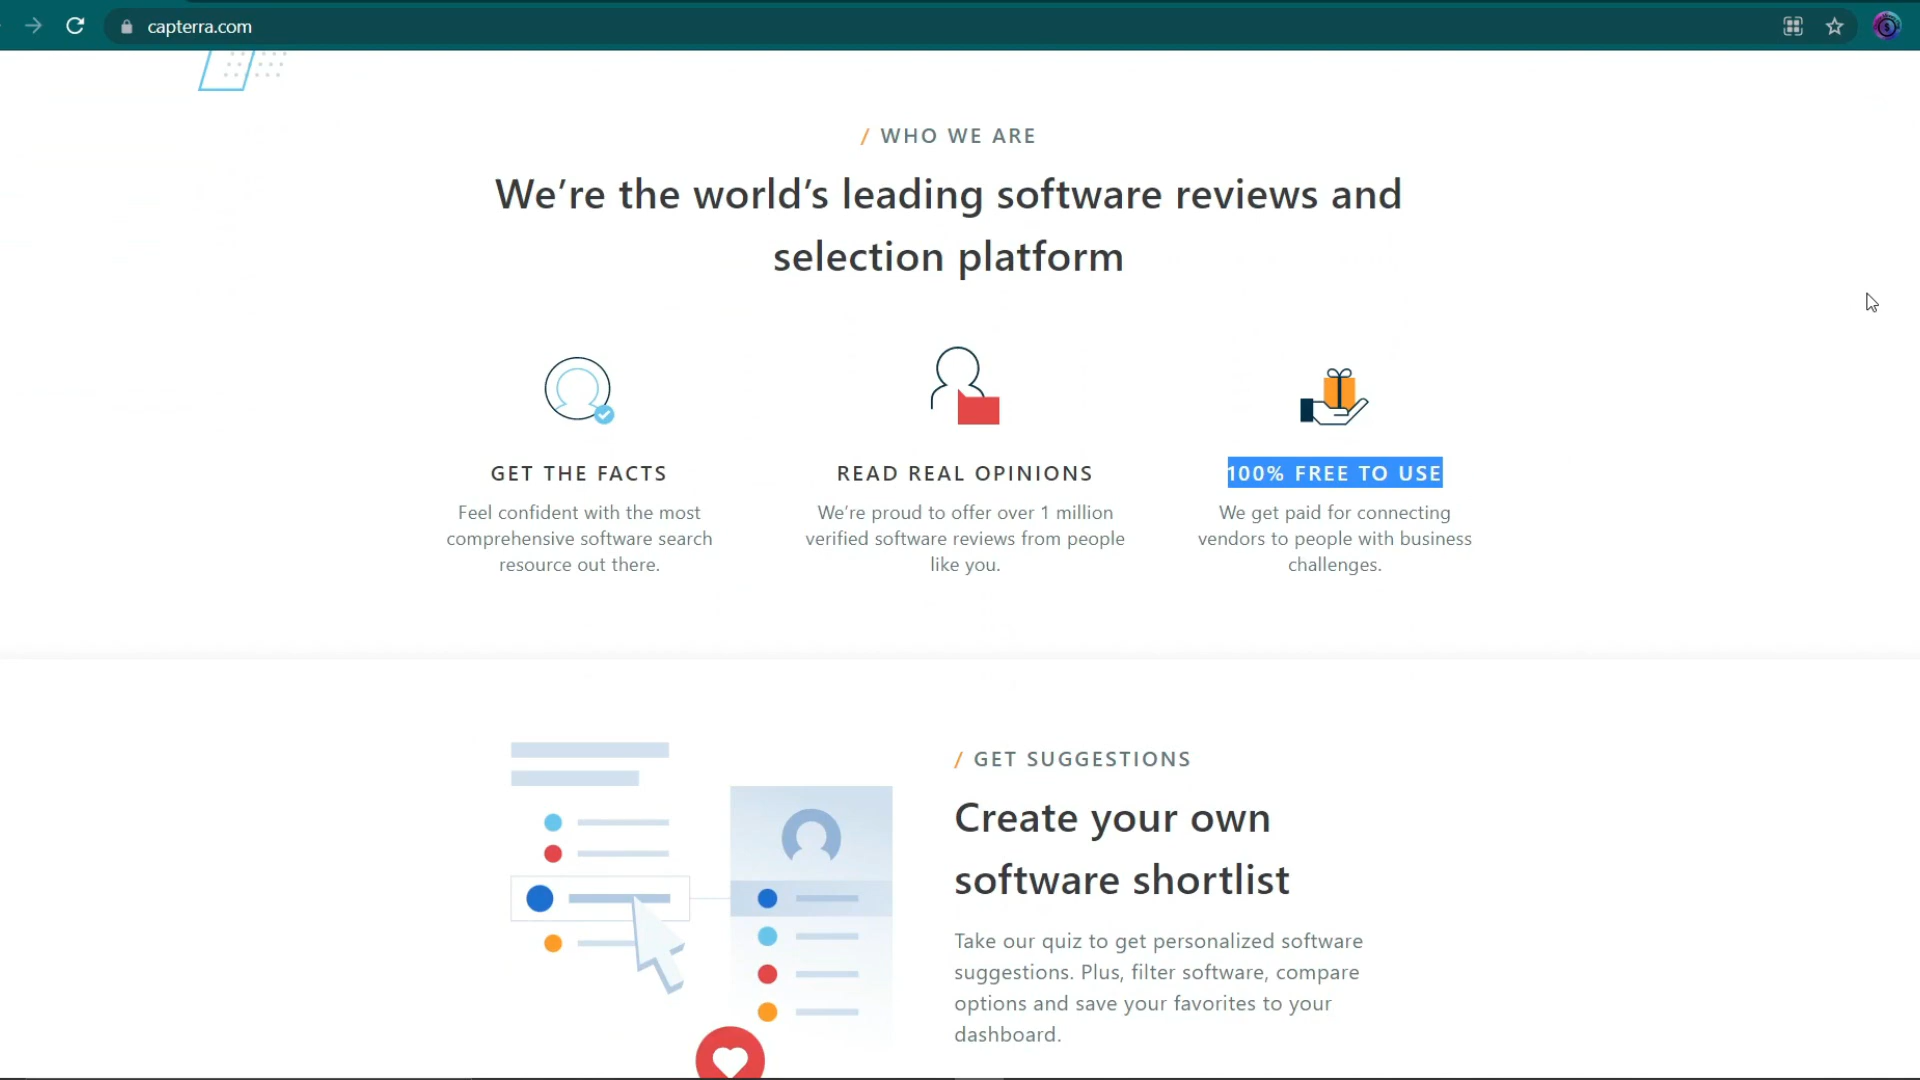 capterra.com
/ WHO WE ARE
We’re the world’s leading software reviews and
selection platform
GET THE FACTS
Feel confident with the most
comprehensive software search
resource out there.
READ REAL OPINIONS
We’re proud to offer over 1 million
verified software reviews from people
like you.
100% FREE TO USE
We get paid for connecting
vendors to people with business
challenges.
/ GET SUGGESTIONS
Create your own
software shortlist
Take our quiz to get personalized software
suggestions. Plus, filter software, compare
options and save your favorites to your
dashboard.